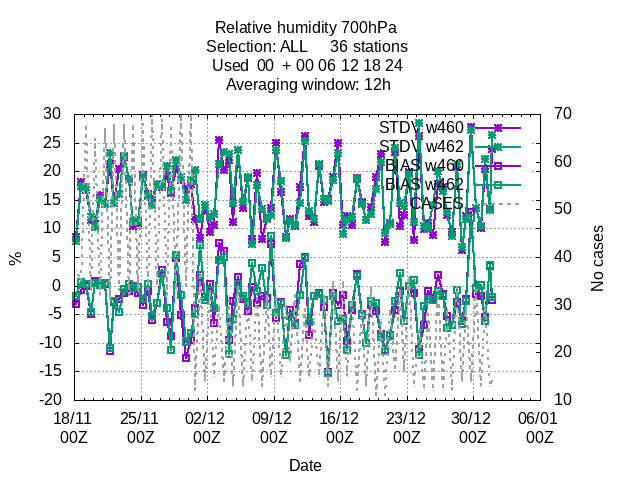 Relative humidity 700hPa
Selection: ALL 36 stations
Used 00 + 00 06 12 18 24
Averaging window: 12h
30 70
STDV w460
25
STDV w462
60
20
BIAS w460
BIAS w462
15
CASES 50
10
5
% 0 40 No cases
-5
30
-10
20
-15
-20 10
18/11 25/11 02/12 09/12 16/12 23/12 30/12 06/01
00Z 00Z 00Z 00Z 00Z 00Z 00Z 00Z
Date